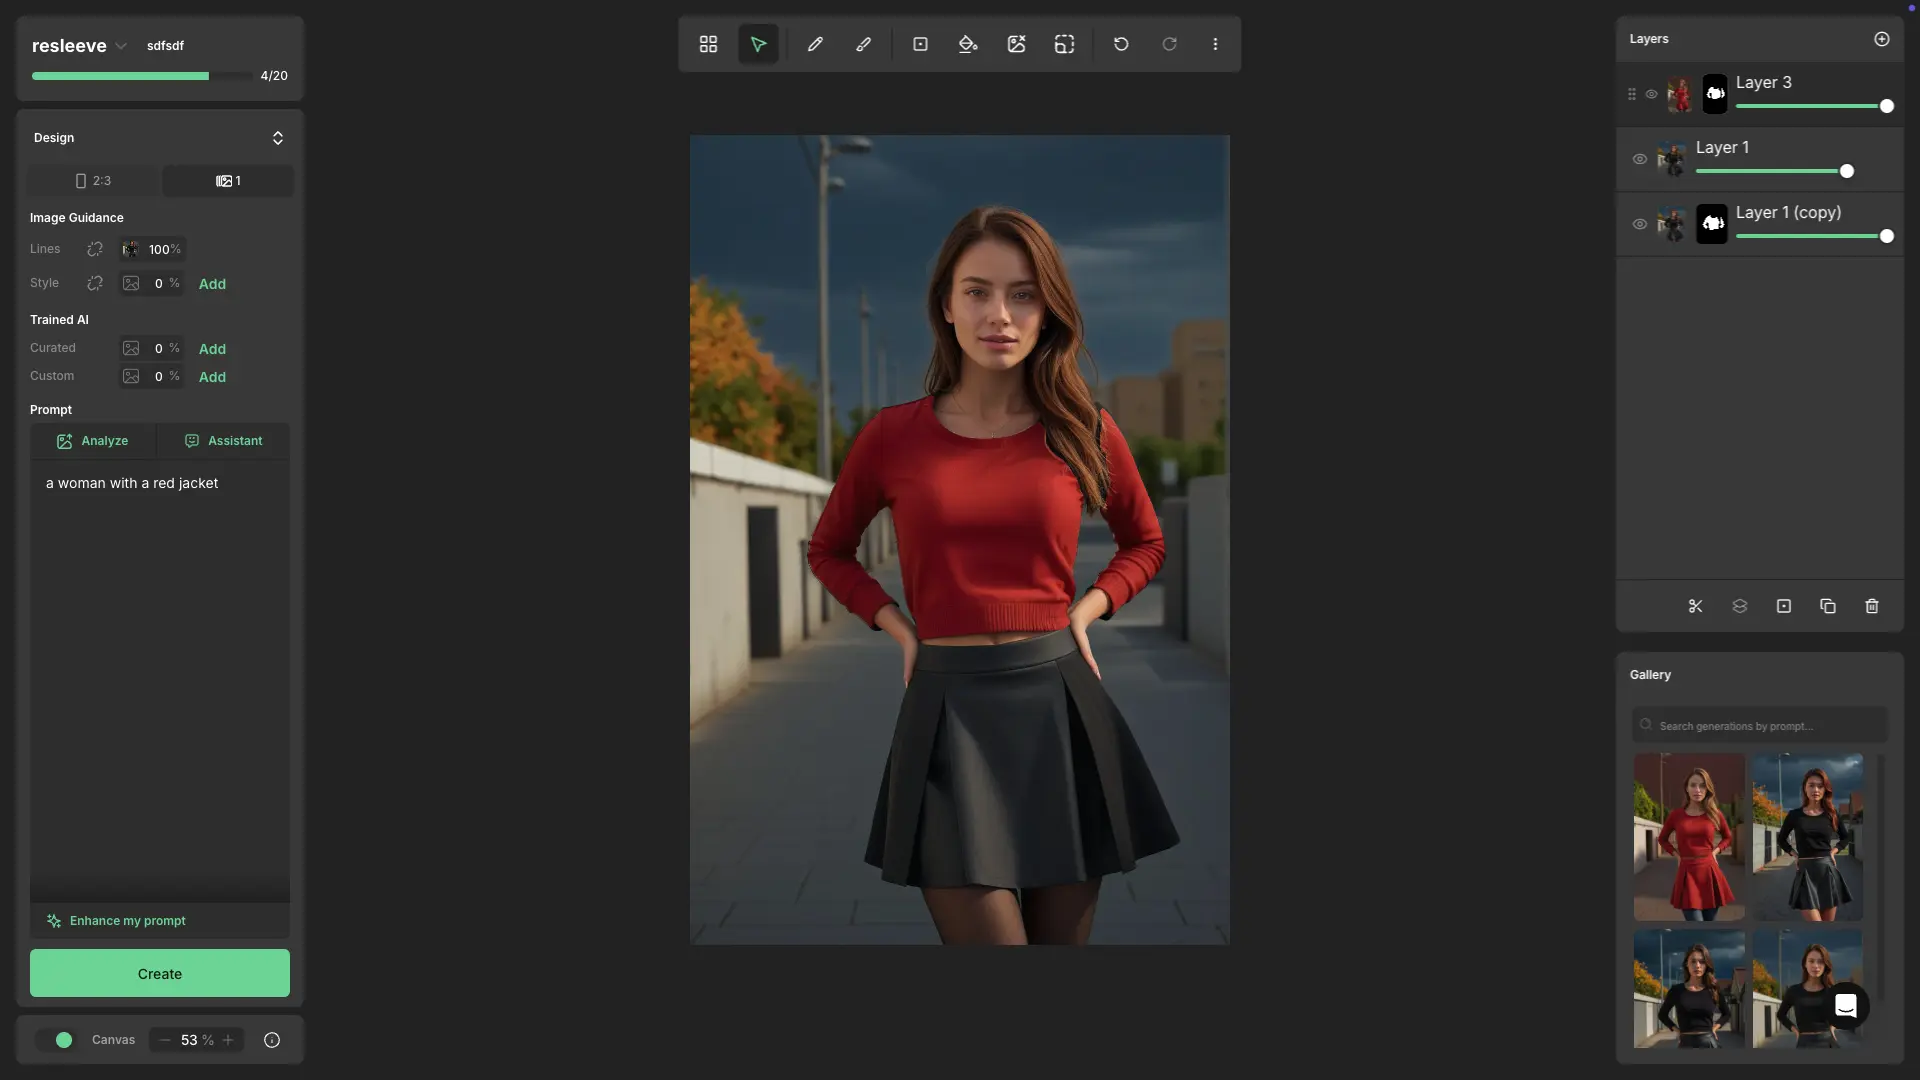 resleeve
sdfsdf
4/20
Design
2:3
1
Image Guidance
Lines
100%
Style
0 %
Add
Trained AI
Curated
0 %
Add
Custom
0 %
Add
Prompt
Analyze
Assistant
a woman with a red jacket
Enhance my prompt
Create
Canvas
53 %
Layers
Layer 3
Layer 1
Layer 1 (copy)
Gallery
Search generations by prompt...